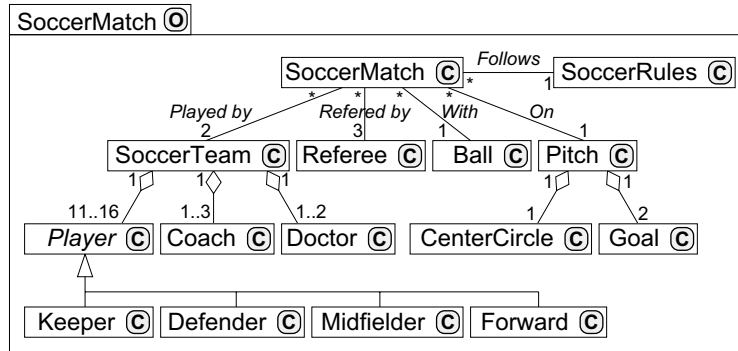 SoccerMatch O
Follows
SoccerMatch C * 1 SoccerRules C
* * * *
Played by Refered by With On
2 3 1 1
SoccerTeam C Referee C Ball C Pitch C
1 1 1 1 1
11..16 1..3 1..2 1 2
Player C Coach C Doctor C CenterCircle C Goal C
Keeper C Defender C Midfielder C Forward C